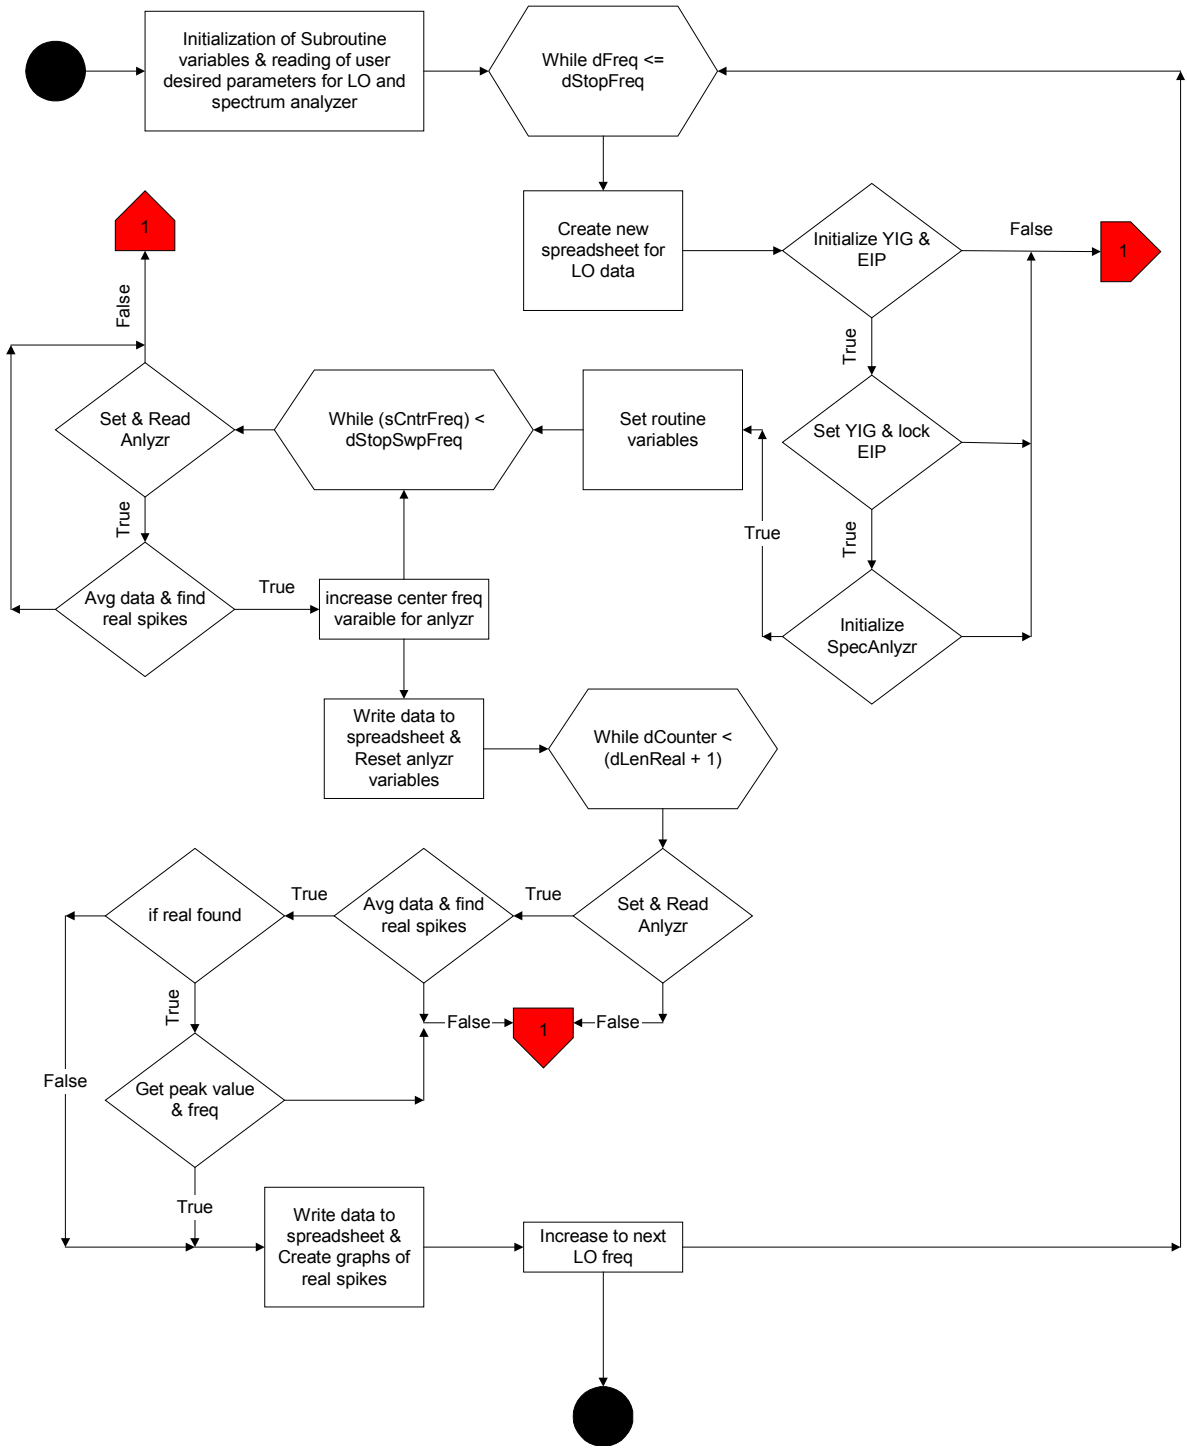 Initialization of Subroutine
variables & reading of user
desired parameters for LO and
spectrum analyzer
While dFreq <=
dStopFreq
1
Create new
spreadsheet for
LO data
Initialize YIG &
EIP
False
1
False
True
Set & Read
Anlyzr
While (sCntrFreq) <
dStopSwpFreq
Set routine
variables
Set YIG & lock
EIP
True
True
True
Avg data & find
real spikes
True
increase center freq
varaible for anlyzr
Initialize
SpecAnlyzr
Write data to
spreadsheet &
Reset anlyzr
variables
While dCounter <
(dLenReal + 1)
if real found
True
Avg data & find
real spikes
True
Set & Read
Anlyzr
True
False
1
False
False
Get peak value
& freq
True
Write data to
spreadsheet &
Create graphs of
real spikes
Increase to next
LO freq